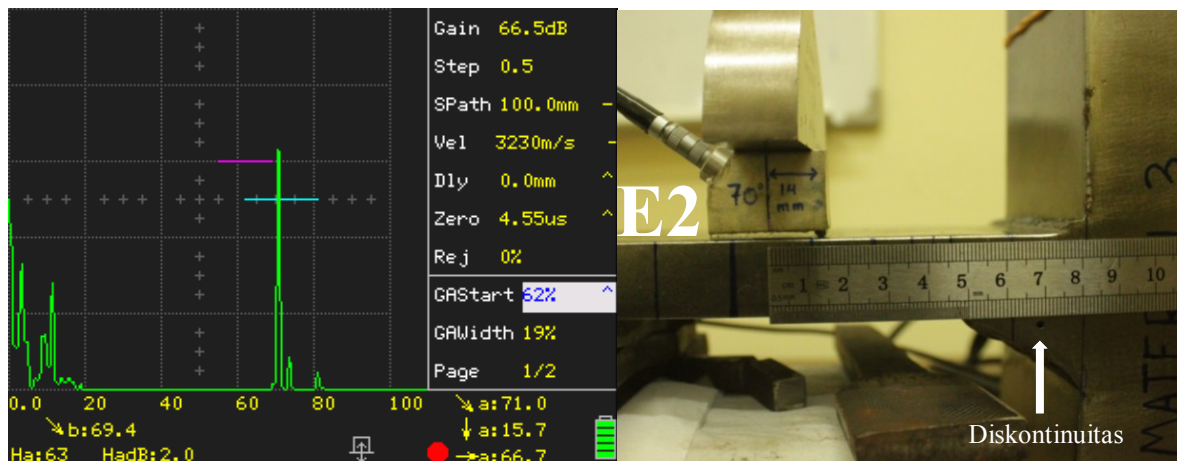 Gain 66.5dB
Step 0.5
SPath 100.0mm -
Vel 3230m/s -
Dly 0.0mm ^
Zero 4.55us ^
Rej 0%
GAStart 62% ^
GAWidth 19%
Page 1/2
0.0 20 40 60 80 100
↘b:69.4
Ha:63 HadB:2.0
↘a:71.0
↓a:15.7
→a:66.7
E2
70°
14
mm
1 2 3 4 5 6 7 8 9 10
MATERI
3
Diskontinuitas